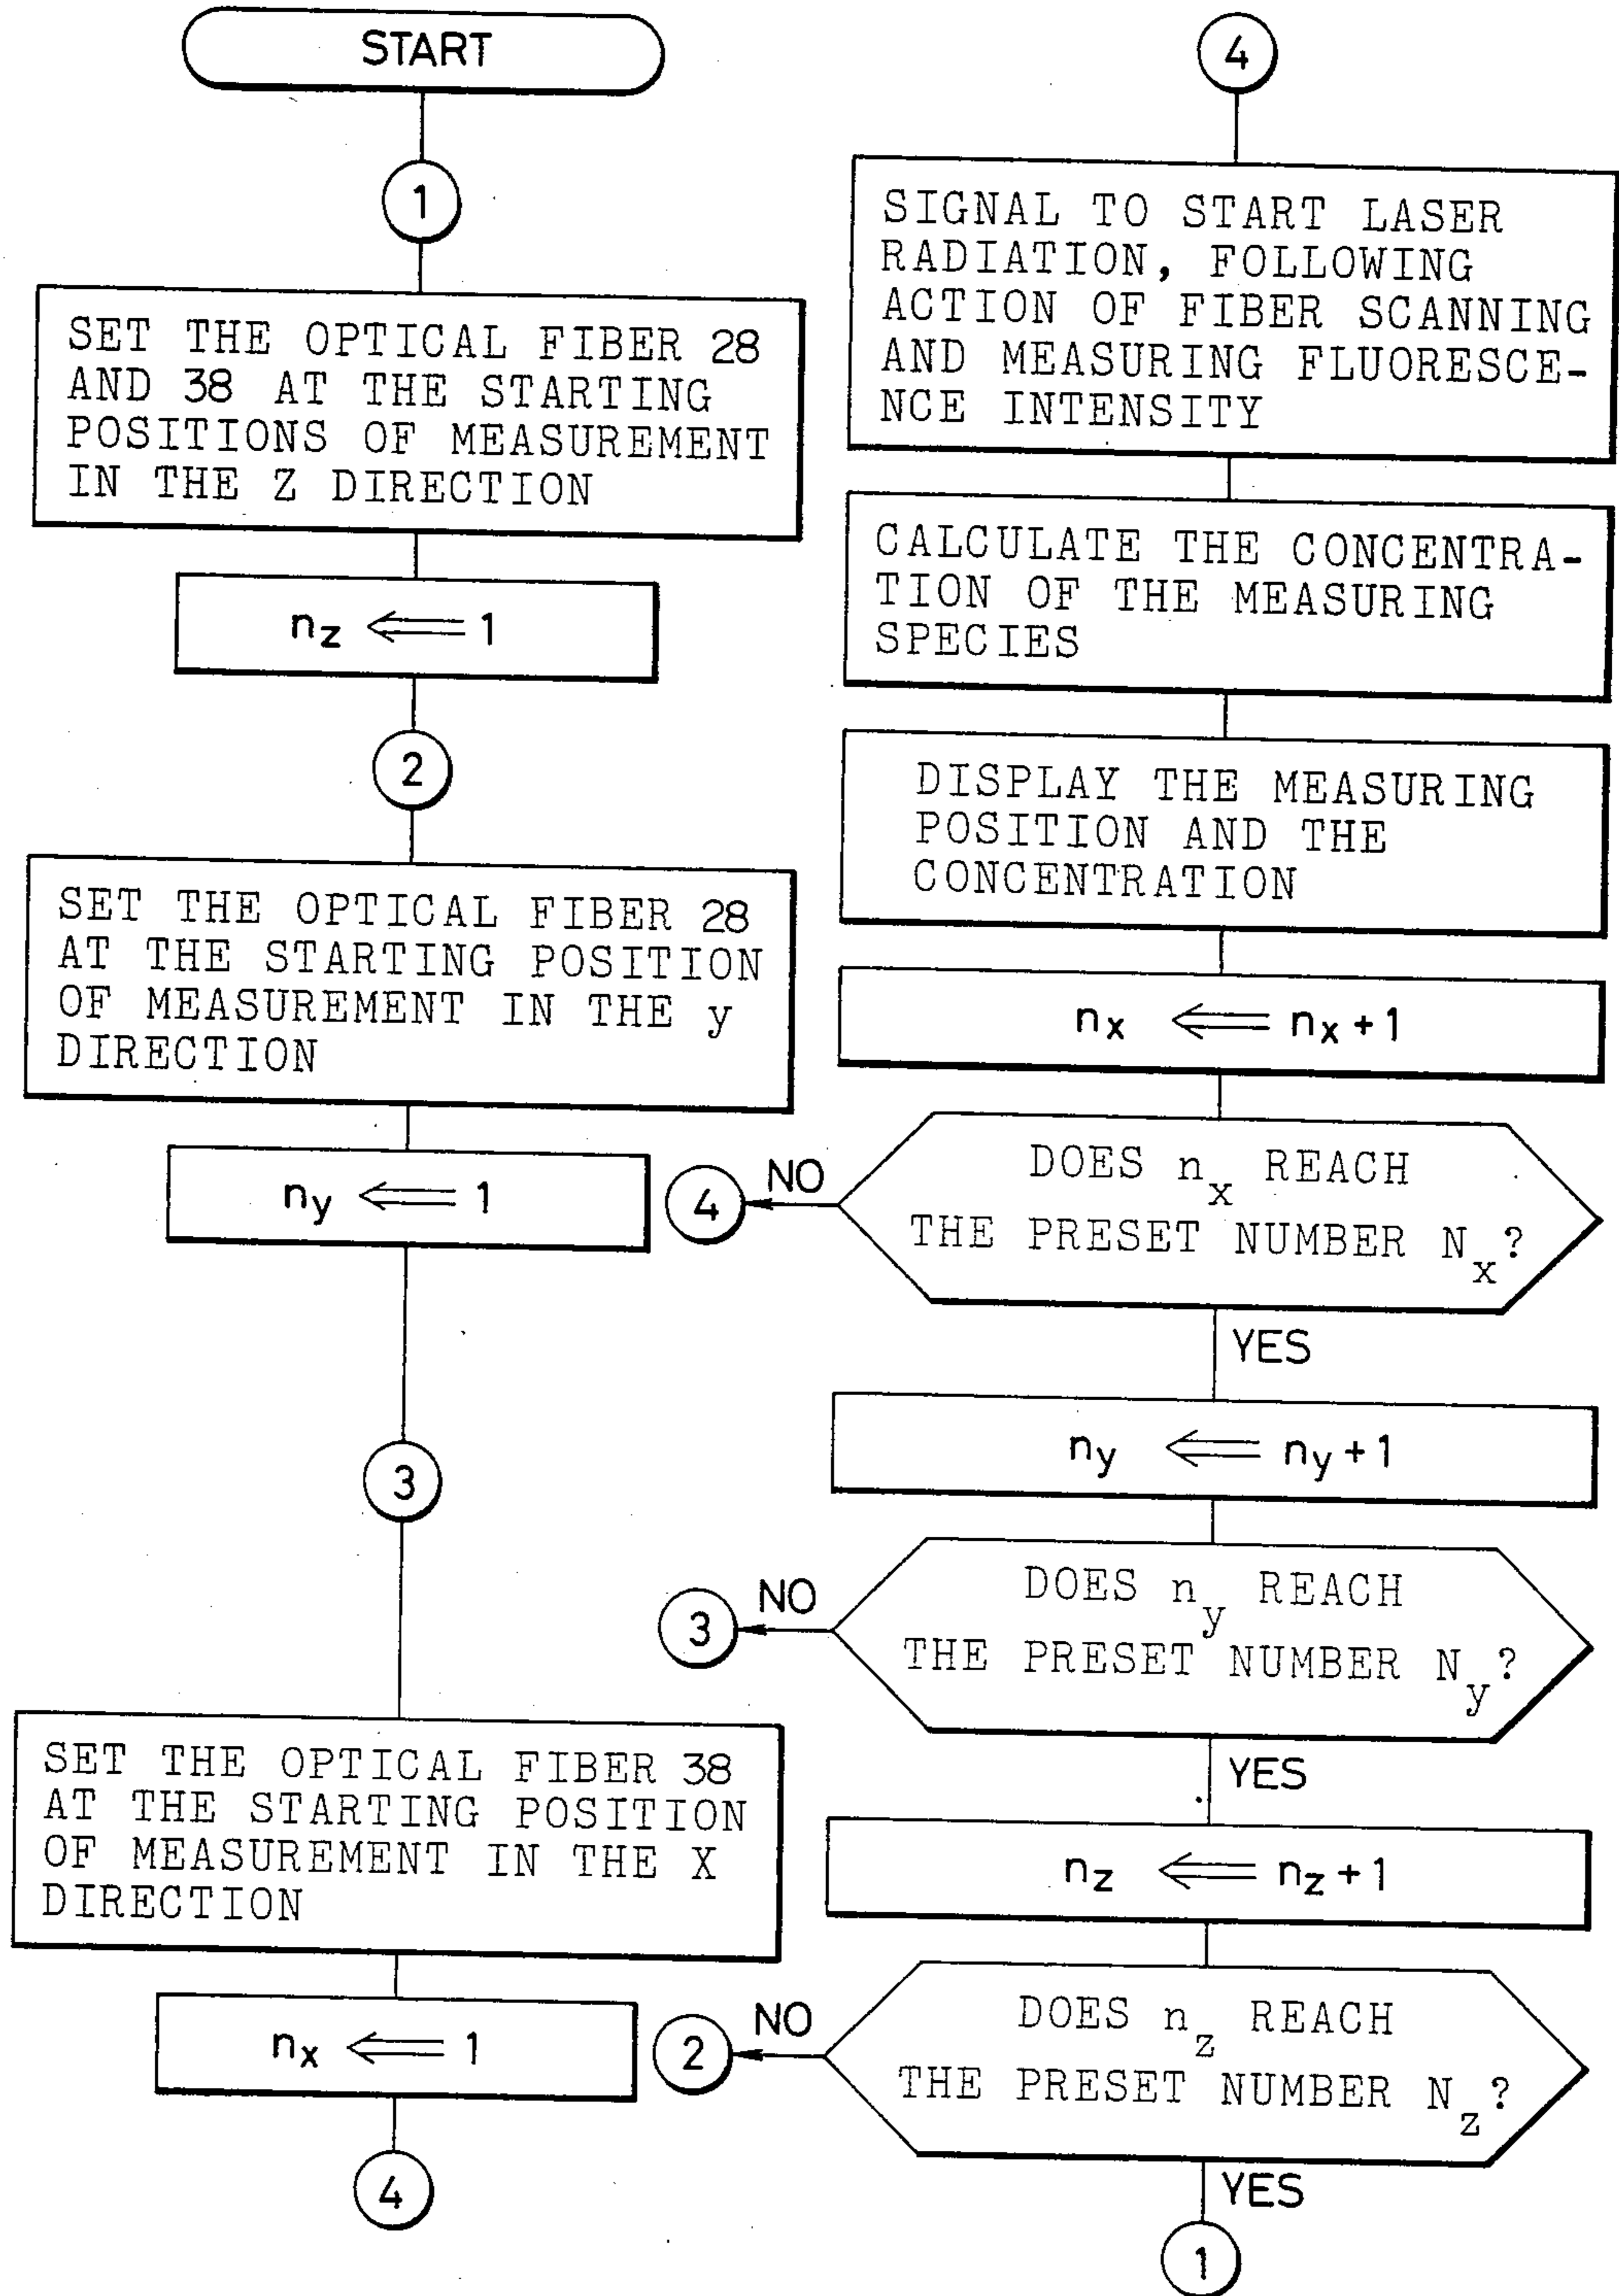 START
1
SET THE OPTICAL FIBER 28
AND 38 AT THE STARTING
POSITIONS OF MEASUREMENT
IN THE Z DIRECTION
nz ⇐ 1
2
SET THE OPTICAL FIBER 28
AT THE STARTING POSITION
OF MEASUREMENT IN THE y
DIRECTION
ny ⇐ 1
3
SET THE OPTICAL FIBER 38
AT THE STARTING POSITION
OF MEASUREMENT IN THE X
DIRECTION
nx ⇐ 1
4
4
SIGNAL TO START LASER
RADIATION, FOLLOWING
ACTION OF FIBER SCANNING
AND MEASURING FLUORESCE-
NCE INTENSITY
CALCULATE THE CONCENTRA-
TION OF THE MEASURING
SPECIES
DISPLAY THE MEASURING
POSITION AND THE
CONCENTRATION
nx ⇐ nx+1
DOES nx REACH
THE PRESET NUMBER Nx?
NO
4
YES
ny ⇐ ny+1
DOES ny REACH
THE PRESET NUMBER Ny?
NO
3
YES
nz ⇐ nz+1
DOES nz REACH
THE PRESET NUMBER Nz?
NO
2
YES
1